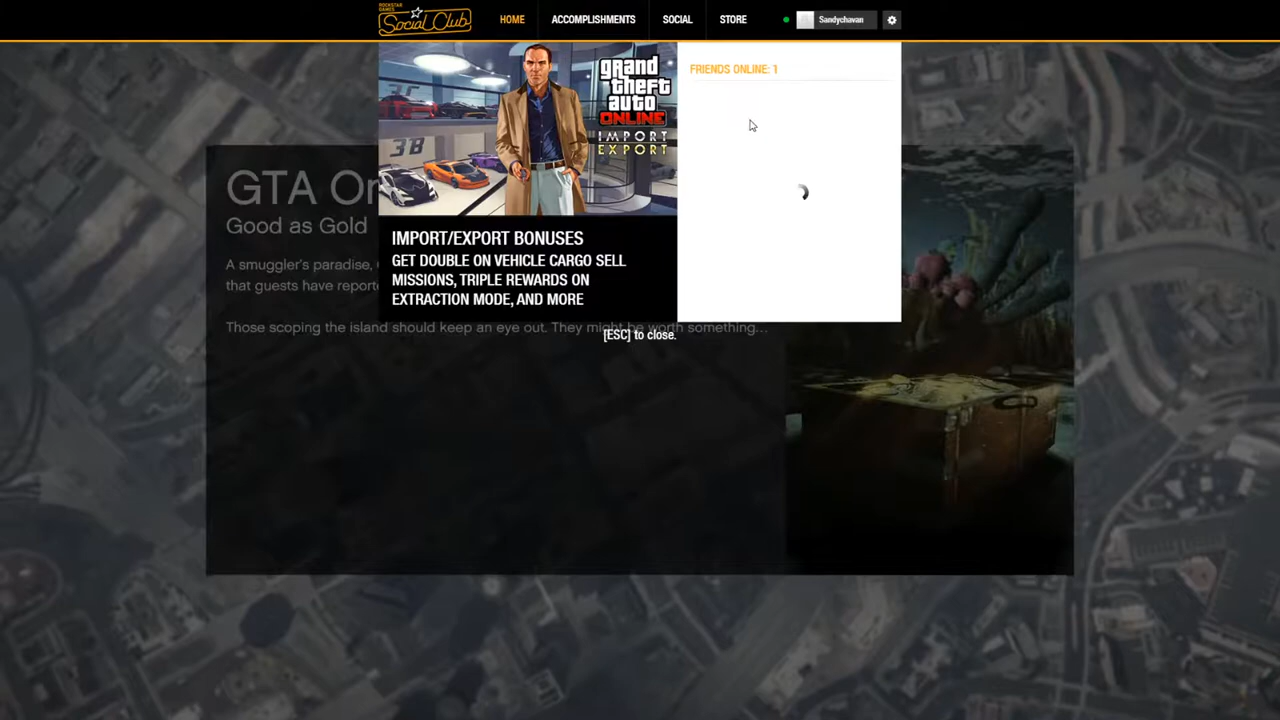 ROCKSTAR
GAMES
Social Club
HOME
ACCOMPLISHMENTS
SOCIAL
STORE
Sandychavan
grand
theft
auto
ONLINE
IMPORT
EXPORT
38
FRIENDS ONLINE: 1
IMPORT/EXPORT BONUSES
GET DOUBLE ON VEHICLE CARGO SELL
MISSIONS, TRIPLE REWARDS ON
EXTRACTION MODE, AND MORE
[ESC] to close.
GTA On
Good as Gold
A smuggler's paradise,
that guests have report
Those scoping the island should keep an eye out. They might be worth something...